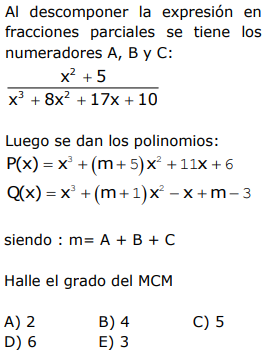 Al descomponer la expresión en
fracciones parciales se tiene los
numeradores A, B y C:
x² + 5
x³ + 8x² + 17x + 10
Luego se dan los polinomios:
P(x) = x³ + (m + 5) x² + 11x + 6
Q(x) = x³ + (m + 1) x² − x + m − 3
siendo : m= A + B + C
Halle el grado del MCM
A) 2 B) 4 C) 5
D) 6 E) 3